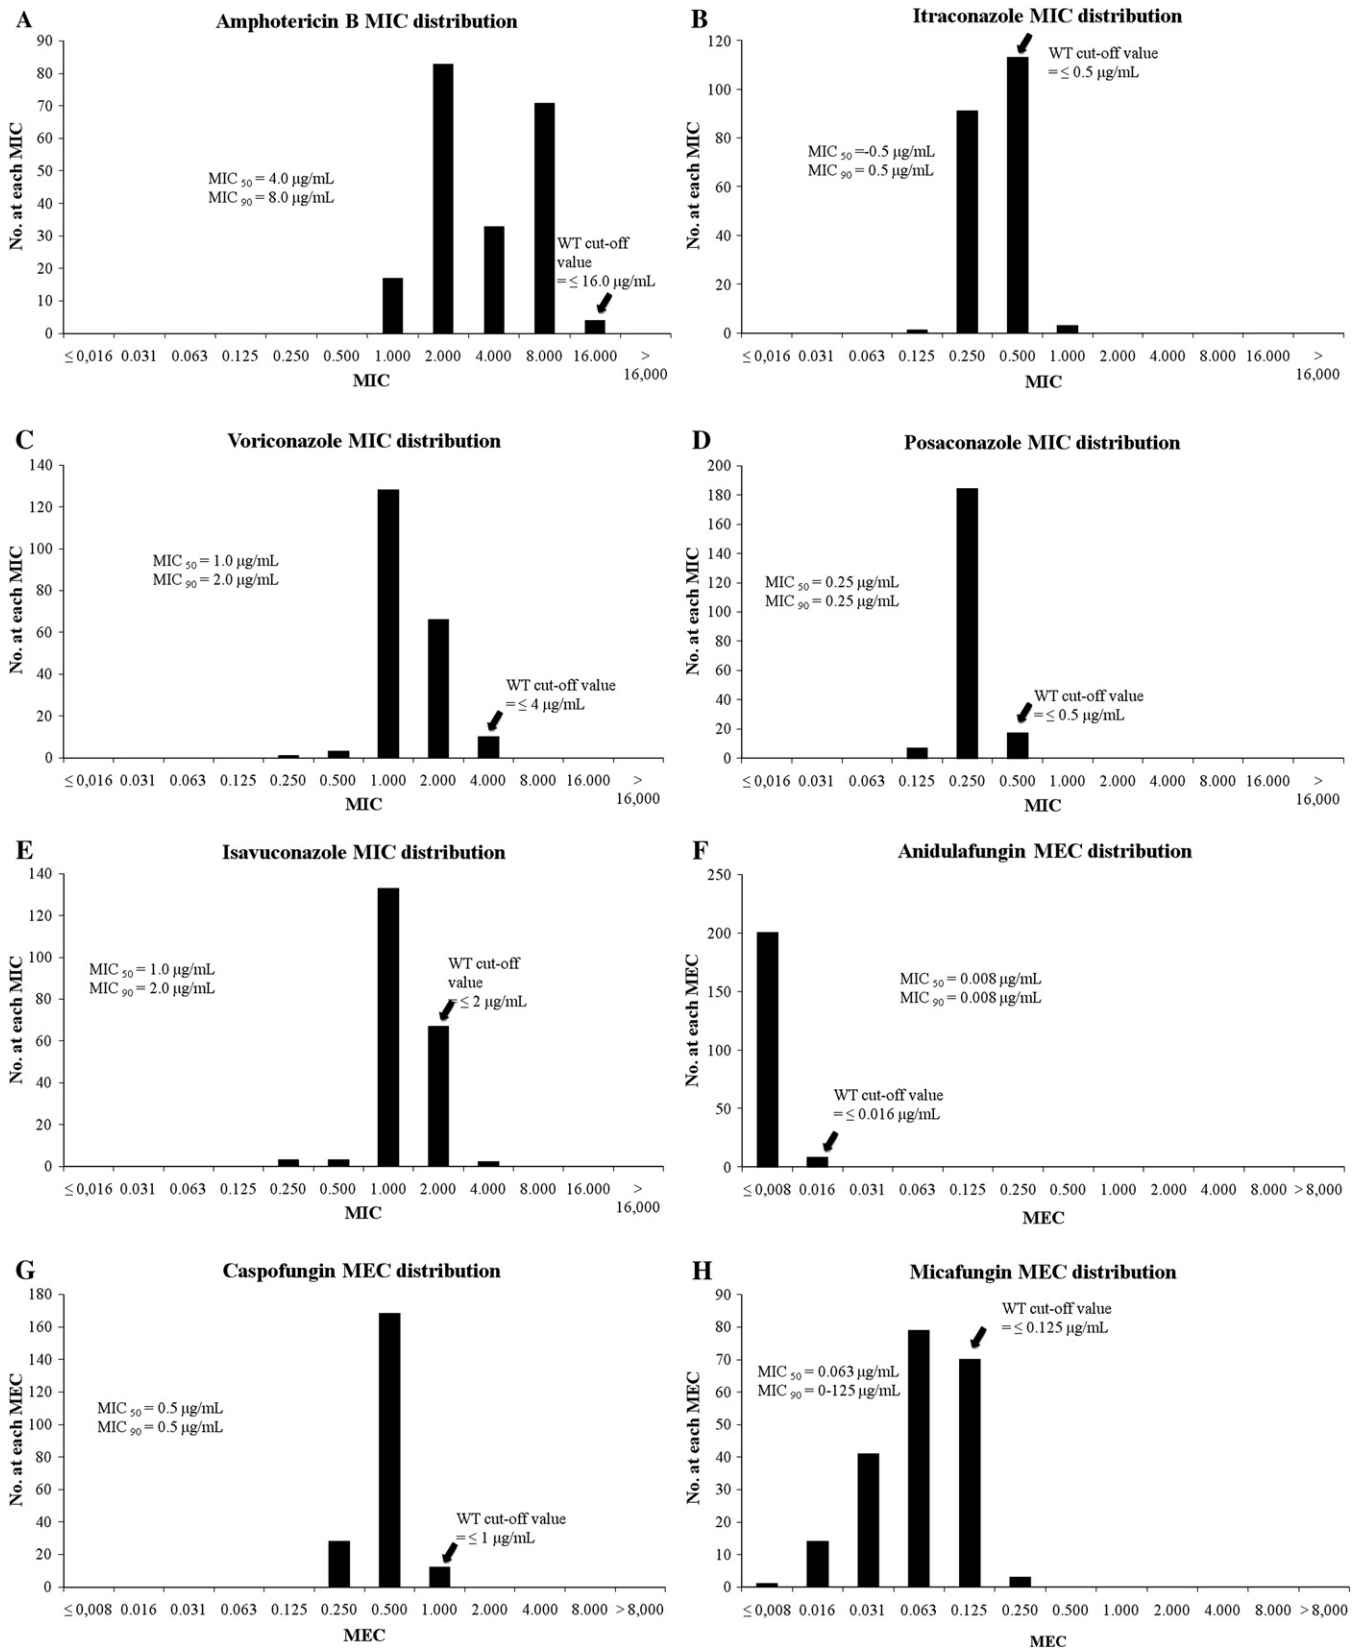 A
Amphotericin B MIC distribution
No. at each MIC
90
80
70
60
50
40
30
20
10
0
MIC 50 = 4.0 µg/mL
MIC 90 = 8.0 µg/mL
WT cut-off
value
= ≤ 16.0 µg/mL
≤ 0,016 0.031 0.063 0.125 0.250 0.500 1.000 2.000 4.000 8.000 16.000 >
16,000
MIC
B
Itraconazole MIC distribution
No. at each MIC
120
100
80
60
40
20
0
WT cut-off value
= ≤ 0.5 µg/mL
MIC 50 =-0.5 µg/mL
MIC 90 = 0.5 µg/mL
≤ 0,016 0.031 0.063 0.125 0.250 0.500 1.000 2.000 4.000 8.000 16.000 >
16,000
MIC
C
Voriconazole MIC distribution
No. at each MIC
140
120
100
80
60
40
20
0
MIC 50 = 1.0 µg/mL
MIC 90 = 2.0 µg/mL
WT cut-off value
= ≤ 4 µg/mL
≤ 0,016 0.031 0.063 0.125 0.250 0.500 1.000 2.000 4.000 8.000 16.000 >
16,000
MIC
D
Posaconazole MIC distribution
No. at each MIC
200
180
160
140
120
100
80
60
40
20
0
MIC 50 = 0.25 µg/mL
MIC 90 = 0.25 µg/mL
WT cut-off value
= ≤ 0.5 µg/mL
≤ 0,016 0.031 0.063 0.125 0.250 0.500 1.000 2.000 4.000 8.000 16.000 >
16,000
MIC
E
Isavuconazole MIC distribution
No. at each MIC
140
120
100
80
60
40
20
0
MIC 50 = 1.0 µg/mL
MIC 90 = 2.0 µg/mL
WT cut-off
value
= ≤ 2 µg/mL
≤ 0,016 0.031 0.063 0.125 0.250 0.500 1.000 2.000 4.000 8.000 16.000 >
16,000
MIC
F
Anidulafungin MEC distribution
No. at each MEC
250
200
150
100
50
0
MIC 50 = 0.008 µg/mL
MIC 90 = 0.008 µg/mL
WT cut-off value
= ≤ 0.016 µg/mL
≤ 0,008 0.016 0.031 0.063 0.125 0.250 0.500 1.000 2.000 4.000 8.000 > 8,000
MEC
G
Caspofungin MEC distribution
No. at each MEC
180
160
140
120
100
80
60
40
20
0
MIC 50 = 0.5 µg/mL
MIC 90 = 0.5 µg/mL
WT cut-off value
= ≤ 1 µg/mL
≤ 0,008 0.016 0.031 0.063 0.125 0.250 0.500 1.000 2.000 4.000 8.000 > 8,000
MEC
H
Micafungin MEC distribution
No. at each MEC
90
80
70
60
50
40
30
20
10
0
WT cut-off value
= ≤ 0.125 µg/mL
MIC 50 = 0.063 µg/mL
MIC 90 = 0-125 µg/mL
≤ 0,008 0.016 0.031 0.063 0.125 0.250 0.500 1.000 2.000 4.000 8.000 > 8,000
MEC